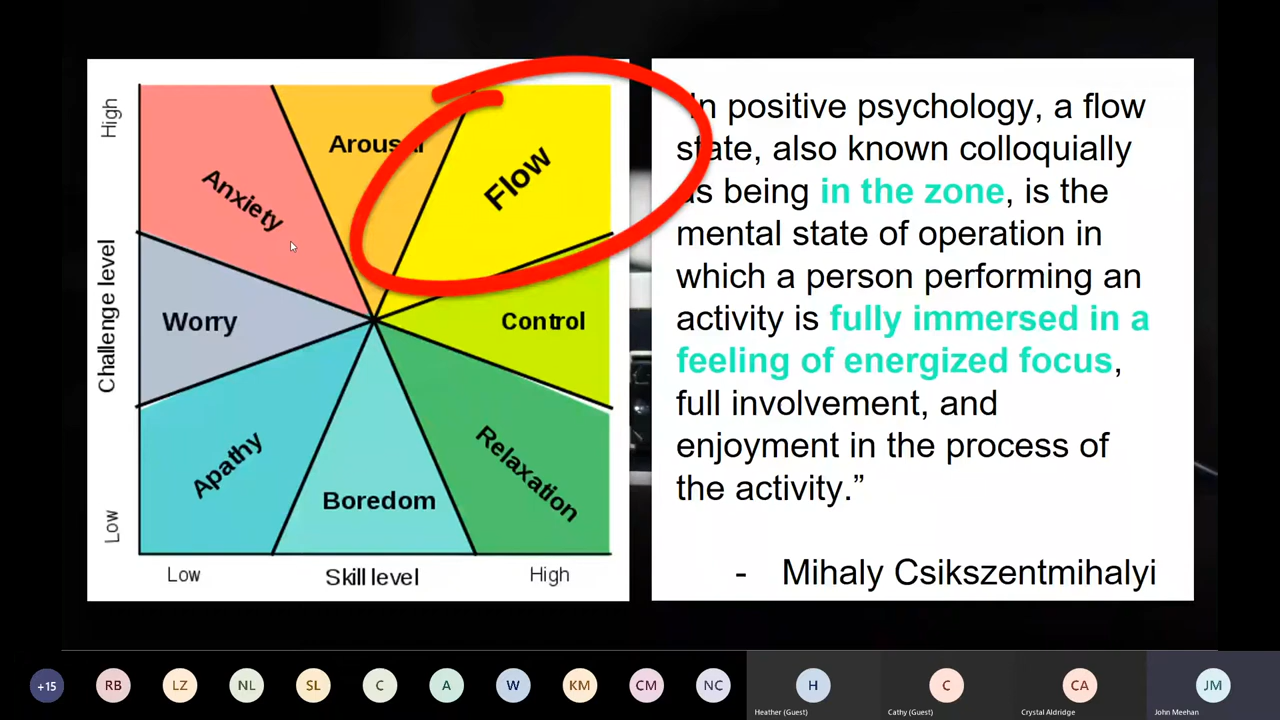 High
Challenge level
Low
Anxiety
Arousal
Flow
Worry
Control
Apathy
Boredom
Relaxation
Low
Skill level
High
In positive psychology, a flow
state, also known colloquially
as being in the zone, is the
mental state of operation in
which a person performing an
activity is fully immersed in a
feeling of energized focus,
full involvement, and
enjoyment in the process of
the activity.”
- Mihaly Csikszentmihalyi
+15
RB
LZ
NL
SL
C
A
W
KM
CM
NC
H
Heather (Guest)
C
Cathy (Guest)
CA
Crystal Aldridge
JM
John Meehan